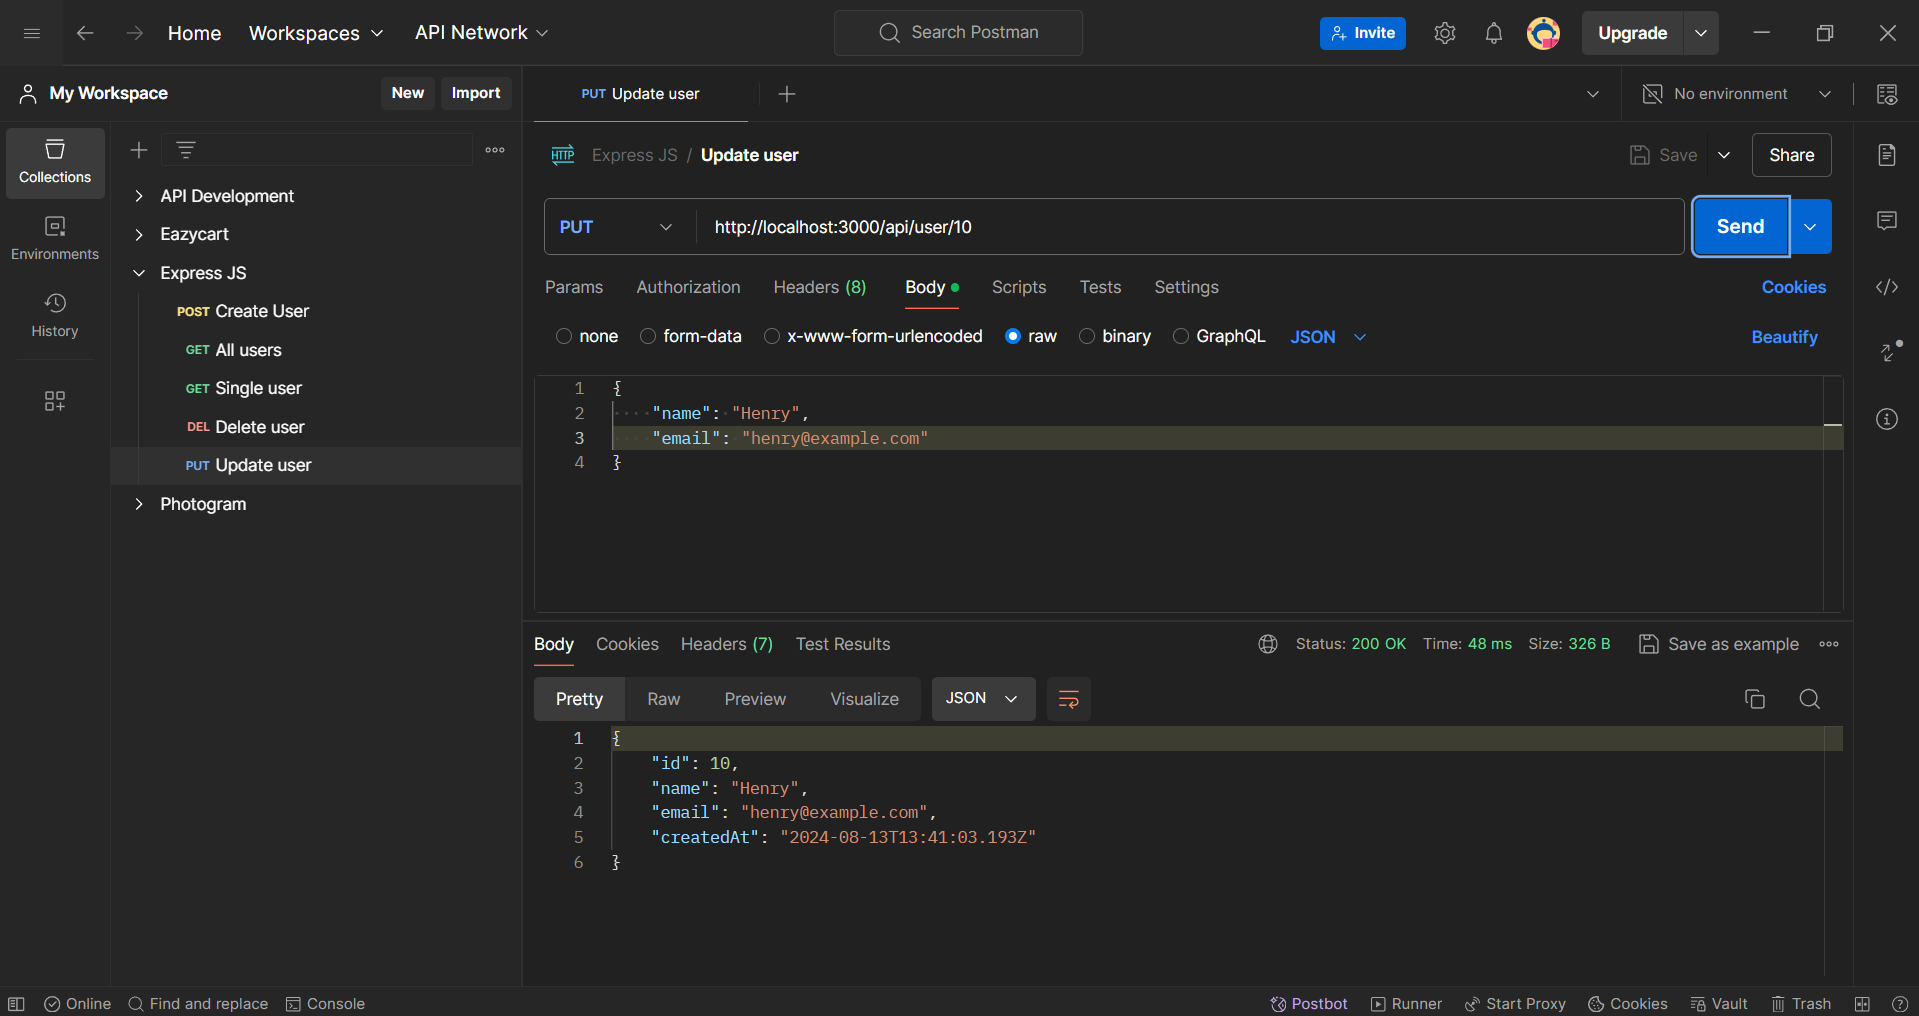 Home Workspaces API Network Search Postman Invite Upgrade
My Workspace New Import PUT Update user No environment
Collections
Environments
History
API Development
Eazycart
Express JS
POST Create User
GET All users
GET Single user
DEL Delete user
PUT Update user
Photogram
HTTP Express JS / Update user Save Share
PUT http://localhost:3000/api/user/10 Send
Params Authorization Headers (8) Body Scripts Tests Settings Cookies
none form-data x-www-form-urlencoded raw binary GraphQL JSON Beautify
1 {
2 "name": "Henry",
3 "email": "henry@example.com"
4 }
Body Cookies Headers (7) Test Results Status: 200 OK Time: 48 ms Size: 326 B Save as example
Pretty Raw Preview Visualize JSON
1 {
2 "id": 10,
3 "name": "Henry",
4 "email": "henry@example.com",
5 "createdAt": "2024-08-13T13:41:03.193Z"
6 }
Online Find and replace Console Postbot Runner Start Proxy Cookies Vault Trash